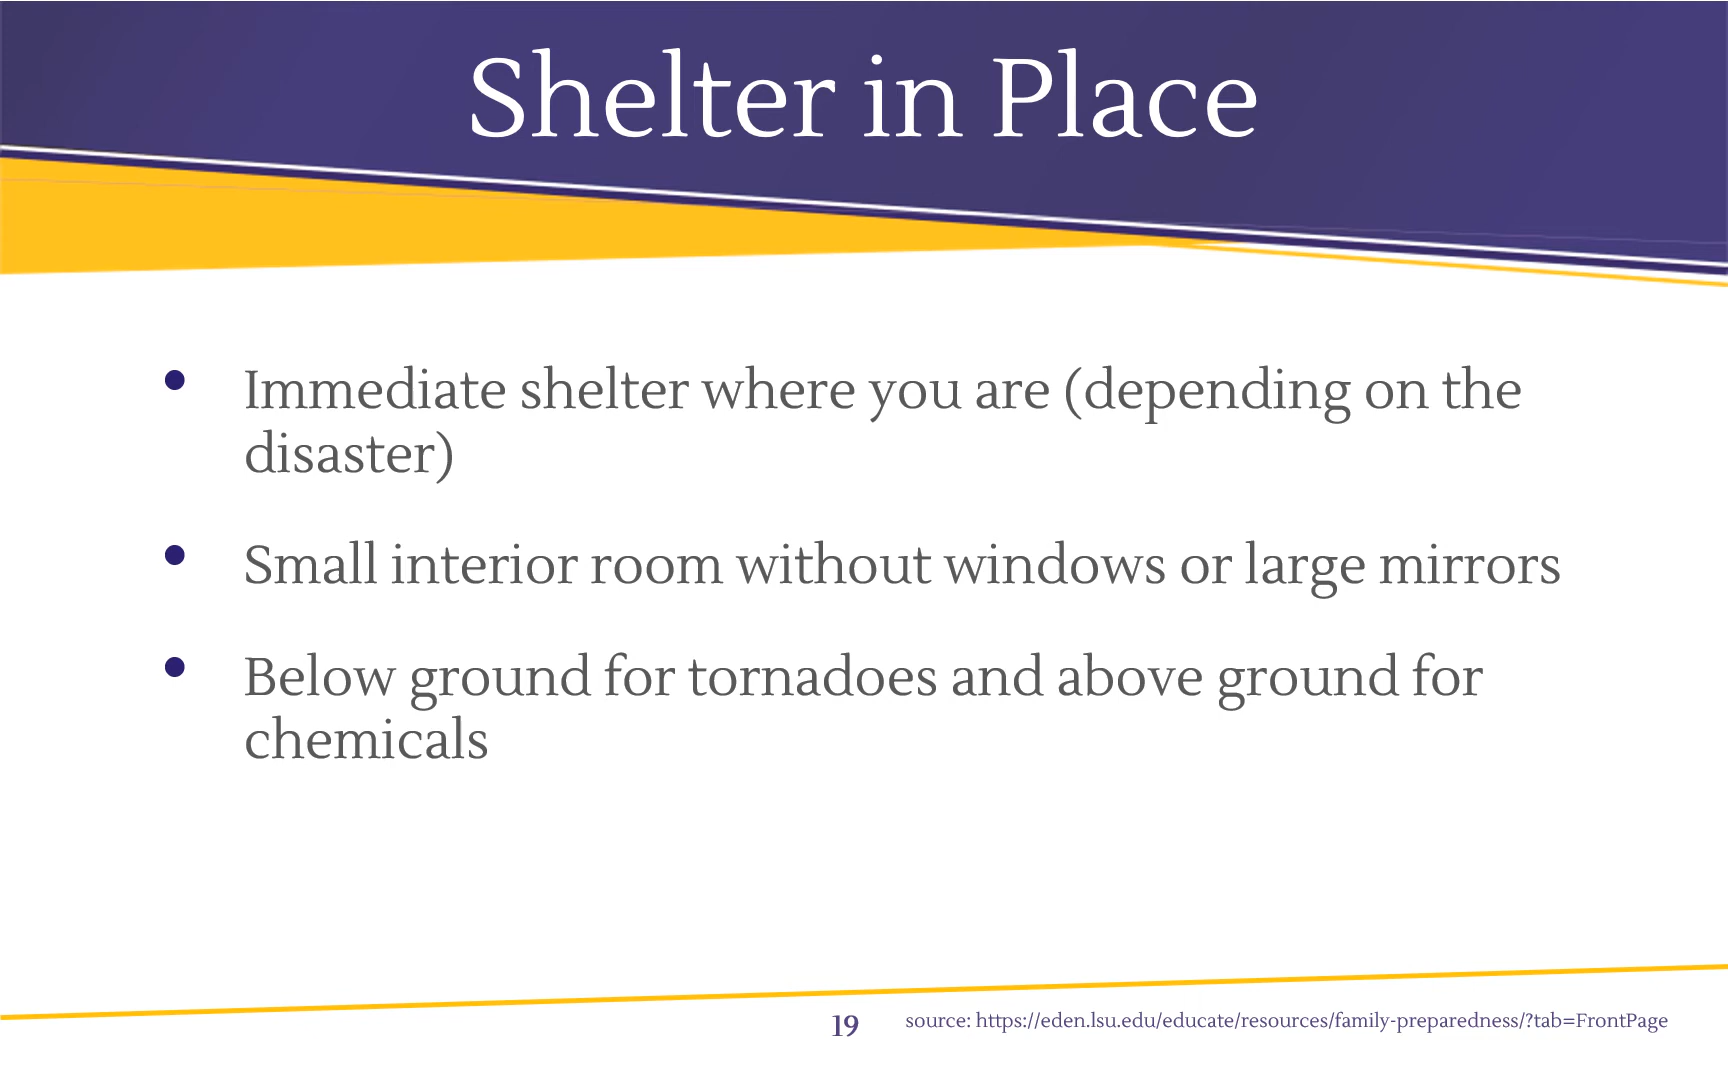 Shelter in Place
• Immediate shelter where you are (depending on the
disaster)
• Small interior room without windows or large mirrors
• Below ground for tornadoes and above ground for
chemicals
19
source: https://eden.lsu.edu/educate/resources/family-preparedness/?tab=FrontPage